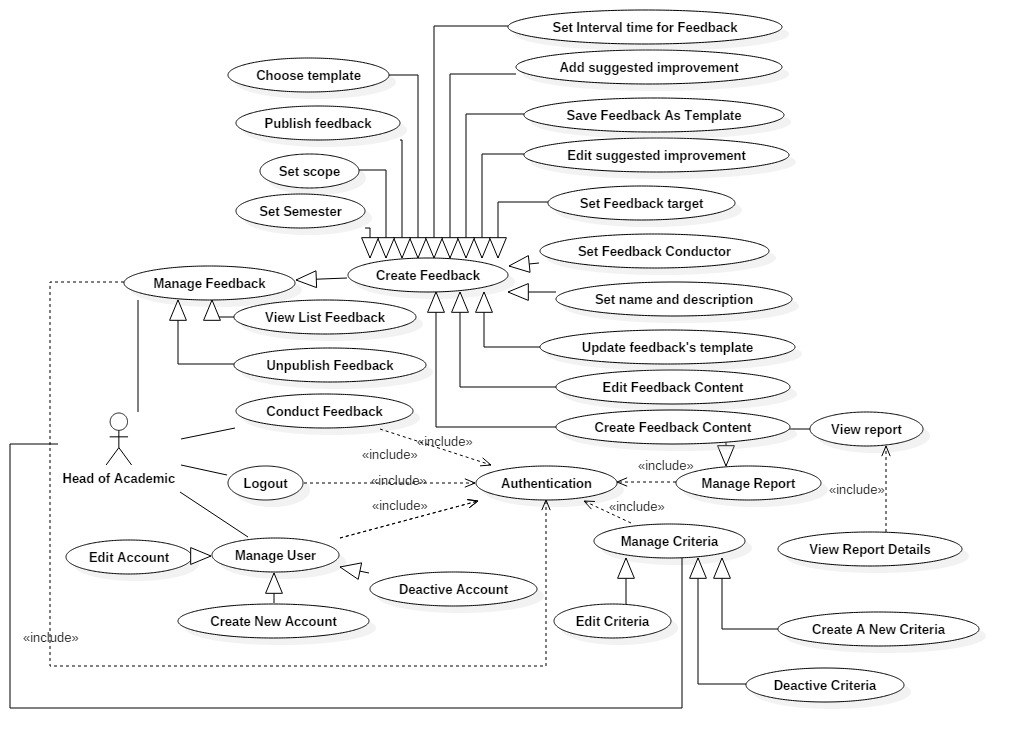 Set Interval time for Feedback
Add suggested improvement
Choose template
Save Feedback As Template
Publish feedback
Edit suggested improvement
Set scope
Set Feedback target
Set Semester
Set Feedback Conductor
Create Feedback
Manage Feedback
Set name and description
View List Feedback
Update feedback's template
Unpublish Feedback
Edit Feedback Content
Conduct Feedback
Create Feedback Content
View report
«include»
«include»
«include»
Head of Academic
Logout
«include»
Authentication
Manage Report
«include»
«include»
«include»
Manage Criteria
View Report Details
Edit Account
Manage User
Deactive Account
Create New Account
Edit Criteria
Create A New Criteria
«include»
Deactive Criteria